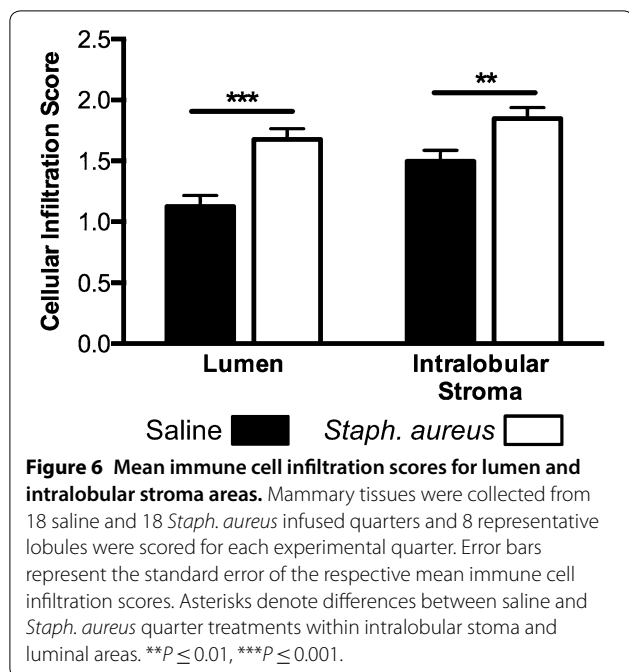 2.5
2.0
1.5
1.0
0.5
0.0
Cellular Infiltration Score
***
**
Lumen
Intralobular
Stroma
Saline
Staph. aureus
Figure 6 Mean immune cell infiltration scores for lumen and
intralobular stroma areas. Mammary tissues were collected from
18 saline and 18 Staph. aureus infused quarters and 8 representative
lobules were scored for each experimental quarter. Error bars
represent the standard error of the respective mean immune cell
infiltration scores. Asterisks denote differences between saline and
Staph. aureus quarter treatments within intralobular stoma and
luminal areas. **P ≤ 0.01, ***P ≤ 0.001.